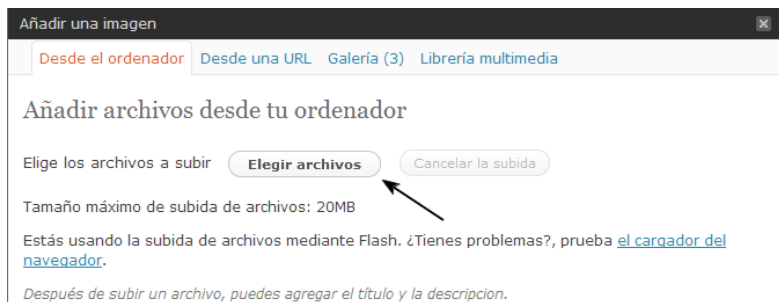 Añadir una imagen
Desde el ordenador Desde una URL Galería (3) Librería multimedia
Añadir archivos desde tu ordenador
Elige los archivos a subir Elegir archivos Cancelar la subida
Tamaño máximo de subida de archivos: 20MB
Estás usando la subida de archivos mediante Flash. ¿Tienes problemas?, prueba el cargador del
navegador.
Después de subir un archivo, puedes agregar el título y la descripcion.